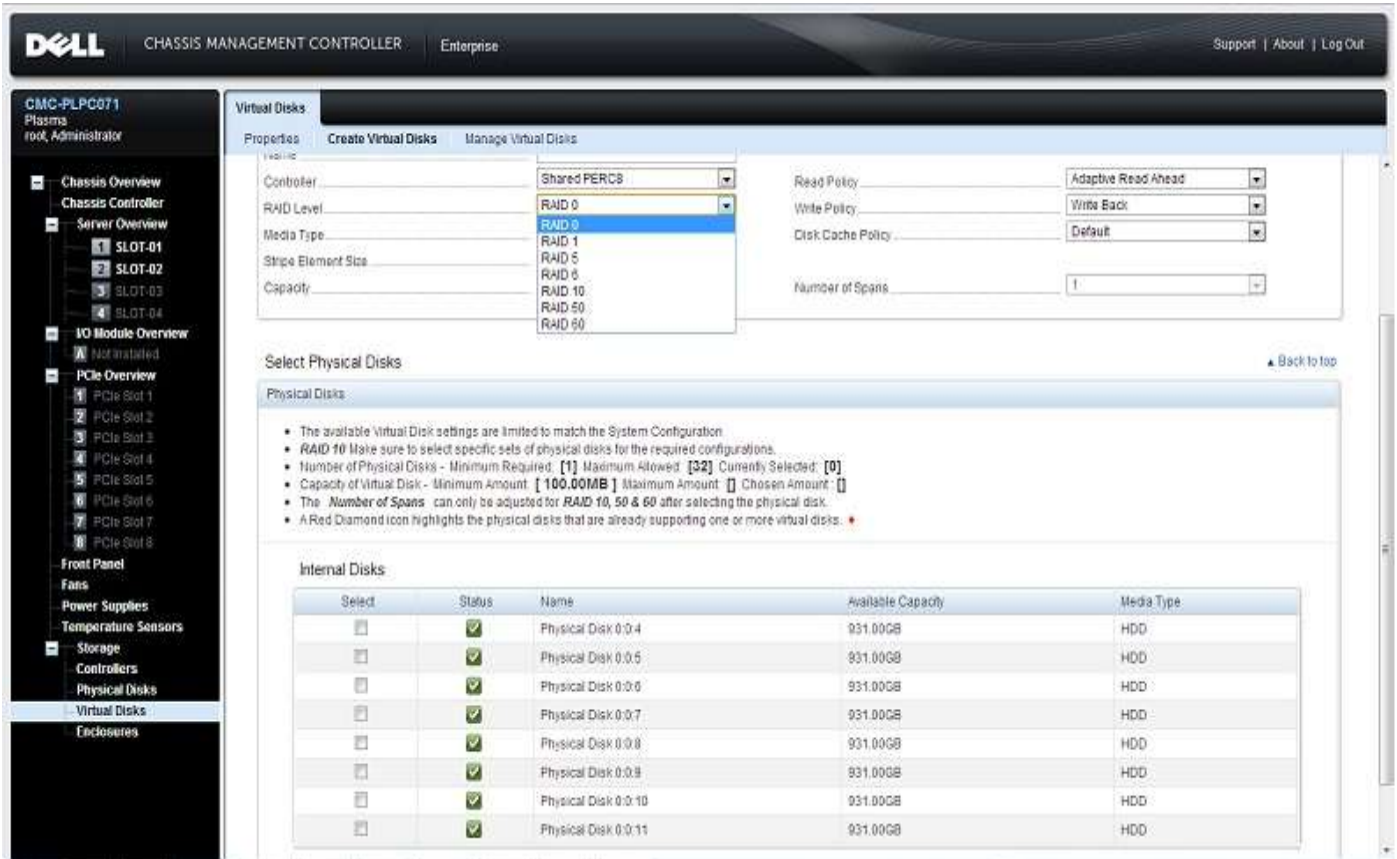 DELL CHASSIS MANAGEMENT CONTROLLER Enterprise Support | About | Log Out
CMC-PLPC071
Plasma
root, Administrator
Chassis Overview
Chassis Controller
Server Overview
1 SLOT-01
2 SLOT-02
3 SLOT-03
4 SLOT-04
I/O Module Overview
A Not Installed
PCIe Overview
1 PCIe Slot 1
2 PCIe Slot 2
3 PCIe Slot 3
4 PCIe Slot 4
5 PCIe Slot 5
6 PCIe Slot 6
7 PCIe Slot 7
8 PCIe Slot 8
Front Panel
Fans
Power Supplies
Temperature Sensors
Storage
Controllers
Physical Disks
Virtual Disks
Enclosures
Virtual Disks
Properties Create Virtual Disks Manage Virtual Disks
Name
Controller Shared PERC8
RAID Level RAID 0
RAID 0
RAID 1
RAID 5
RAID 6
RAID 10
RAID 50
RAID 60
Media Type
Stripe Element Size
Capacity
Read Policy Adaptive Read Ahead
Write Policy Write Back
Disk Cache Policy Default
Number of Spans 1
Select Physical Disks
Back to top
Physical Disks
The available Virtual Disk settings are limited to match the System Configuration
RAID 10 Make sure to select specific sets of physical disks for the required configurations.
Number of Physical Disks - Minimum Required: [1] Maximum Allowed: [32] Currently Selected: [0]
Capacity of Virtual Disk - Minimum Amount: [ 100.00MB ] Maximum Amount: [] Chosen Amount: []
The Number of Spans can only be adjusted for RAID 10, 50 & 60 after selecting the physical disk.
A Red Diamond icon highlights the physical disks that are already supporting one or more virtual disks.
Internal Disks
Select Status Name Available Capacity Media Type
Physical Disk 0:0:4 931.00GB HDD
Physical Disk 0:0:5 931.00GB HDD
Physical Disk 0:0:6 931.00GB HDD
Physical Disk 0:0:7 931.00GB HDD
Physical Disk 0:0:8 931.00GB HDD
Physical Disk 0:0:9 931.00GB HDD
Physical Disk 0:0:10 931.00GB HDD
Physical Disk 0:0:11 931.00GB HDD